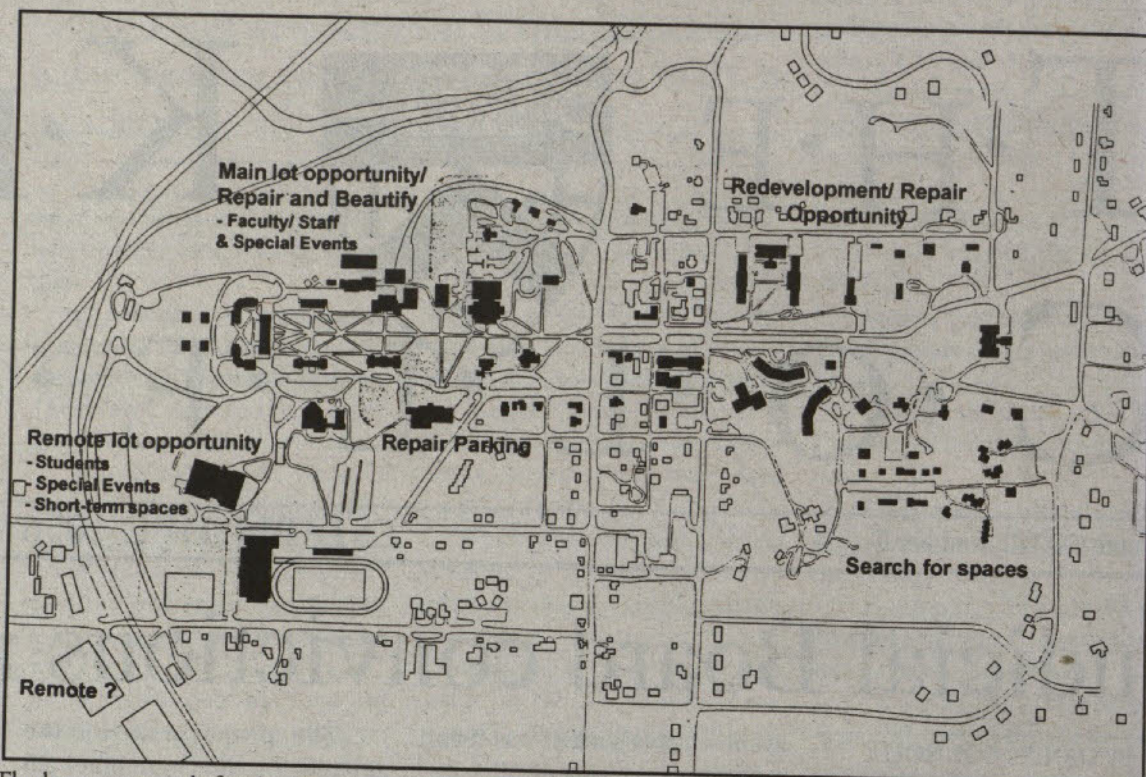 Main lot opportunity/
Repair and Beautify
- Faculty/ Staff
& Special Events
Redevelopment/ Repair
Opportunity
Remote lot opportunity
- Students
- Special Events
- Short-term spaces
Repair Parking
Search for spaces
Remote ?